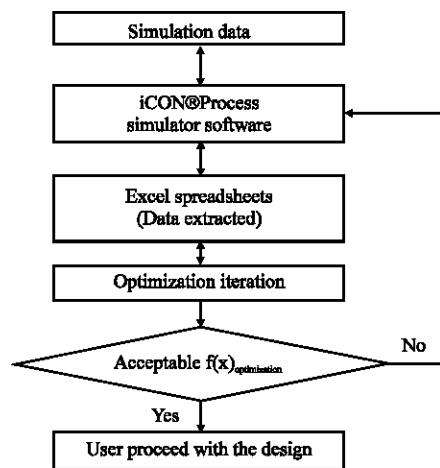 Simulation data
iCON®Process
simulator software
Excel spreadsheets
(Data extracted)
Optimization iteration
Acceptable f(x)optimization
No
Yes
User proceed with the design